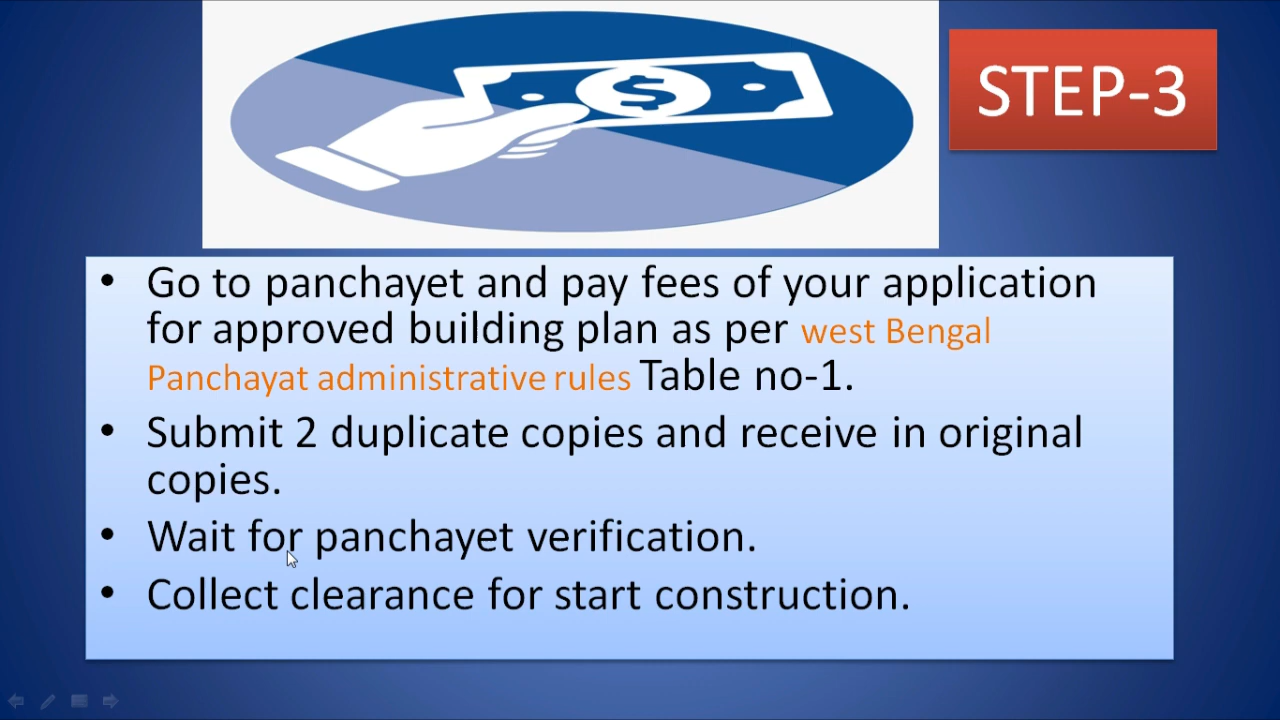 STEP-3
• Go to panchayet and pay fees of your application
for approved building plan as per west Bengal
Panchayat administrative rules Table no-1.
• Submit 2 duplicate copies and receive in original
copies.
• Wait for panchayet verification.
• Collect clearance for start construction.